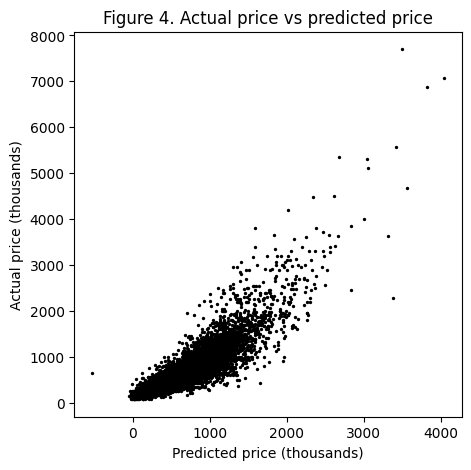 Figure 4. Actual price vs predicted price
8000
7000
6000
5000
4000
3000
2000
1000
0
Actual price (thousands)
0 1000 2000 3000 4000
Predicted price (thousands)